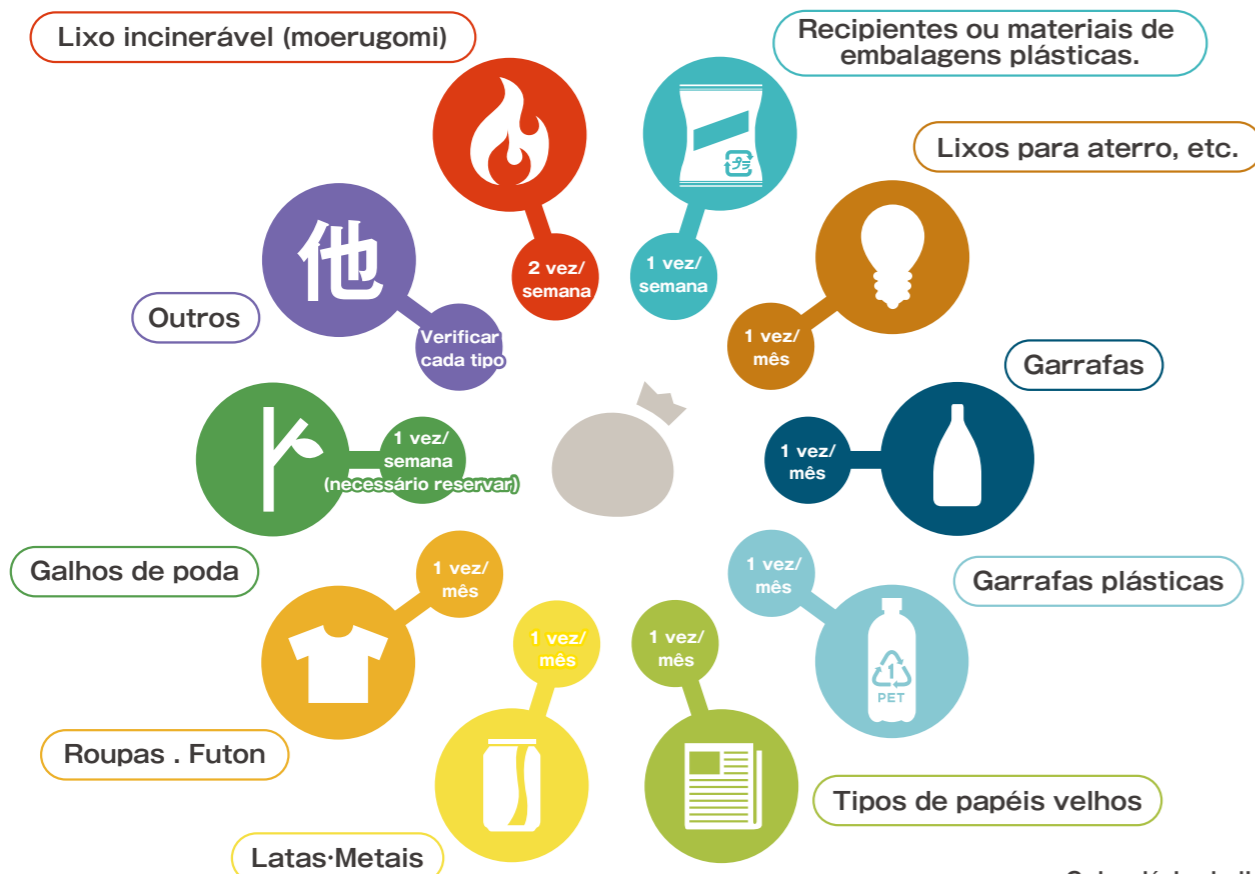 Lixo incinerável (moerugomi)
2 vez/
semana
Recipientes ou materiais de
embalagens plásticas.
プラ
1 vez/
semana
Lixos para aterro, etc.
1 vez/
mês
Garrafas
1 vez/
mês
Garrafas plásticas
1 vez/
mês
1
PET
Tipos de papéis velhos
1 vez/
mês
Latas·Metais
1 vez/
mês
Roupas . Futon
1 vez/
mês
Galhos de poda
1 vez/
semana
(necessário reservar)
Outros
他
Verificar
cada tipo